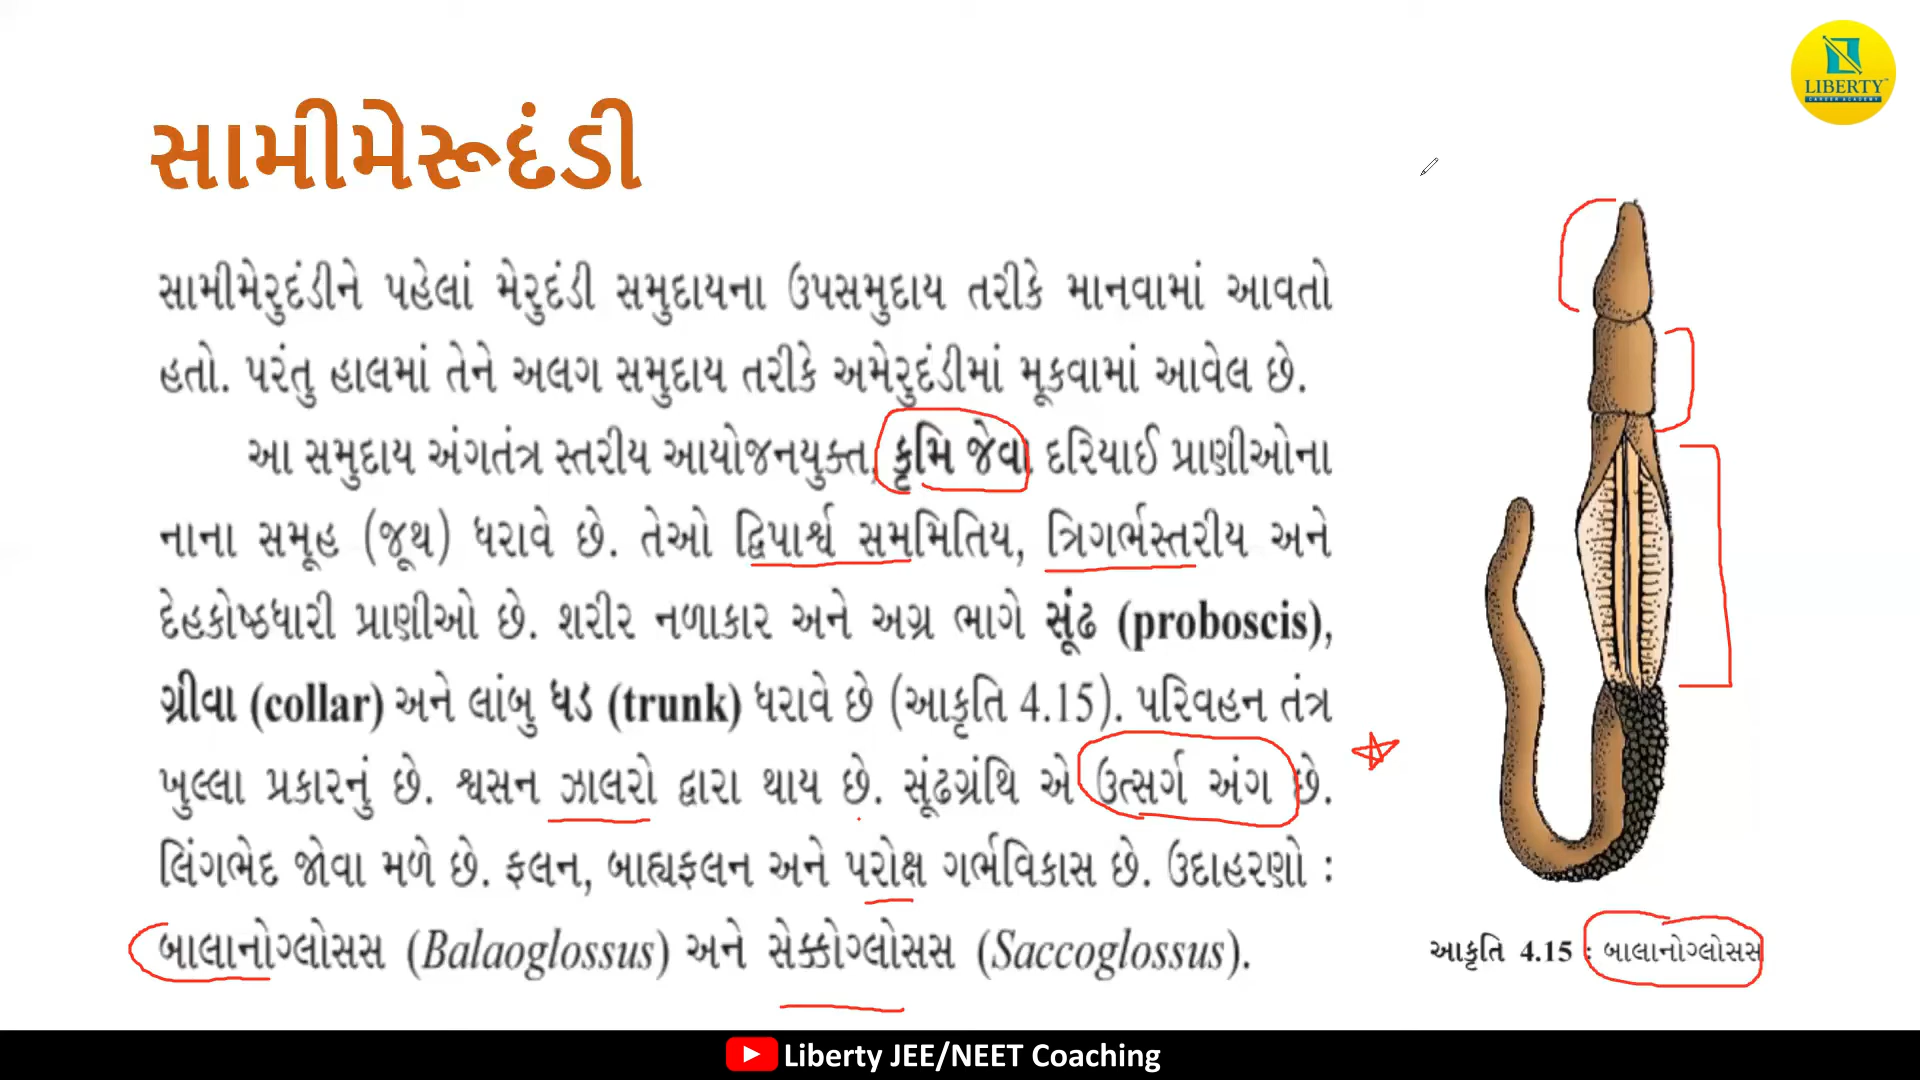 LIBERTY
CAREER ACADEMY
સામીમેરૂદંડી
સામીમેરુદંડીને પહેલાં મેરુદંડી સમુદાયના ઉપસમુદાય તરીકે માનવામાં આવતો
હતો. પરંતુ હાલમાં તેને અલગ સમુદાય તરીકે અમેરુદંડીમાં મૂકવામાં આવેલ છે.
આ સમુદાય અંગતંત્ર સ્તરીય આયોજનયુક્ત, કૃમિ જેવા દરિયાઈ પ્રાણીઓના
નાના સમૂહ (જૂથ) ધરાવે છે. તેઓ દ્વિપાર્શ્વ સમમિતિય, ત્રિગર્ભસ્તરીય અને
દેહકોષ્ઠધારી પ્રાણીઓ છે. શરીર નળાકાર અને અગ્ર ભાગે સૂંઢ (proboscis),
ગ્રીવા (collar) અને લાંબુ ધડ (trunk) ધરાવે છે (આકૃતિ 4.15). પરિવહન તંત્ર
ખુલ્લા પ્રકારનું છે. શ્વસન ઝાલરો દ્વારા થાય છે. સૂંઢગ્રંથિ એ ઉત્સર્ગ અંગ છે.
લિંગભેદ જોવા મળે છે. ફલન, બાહ્યફલન અને પરોક્ષ ગર્ભવિકાસ છે. ઉદાહરણો :
બાલાનોગ્લોસસ (Balaoglossus) અને સેક્કોગ્લોસસ (Saccoglossus).
આકૃતિ 4.15 : બાલાનોગ્લોસસ
Liberty JEE/NEET Coaching